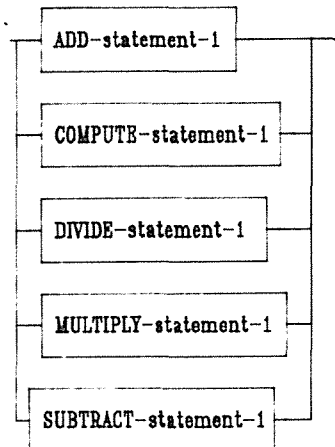 ADD-statement-1
COMPUTE-statement-1
DIVIDE-statement-1
MULTIPLY-statement-1
SUBTRACT-statement-1